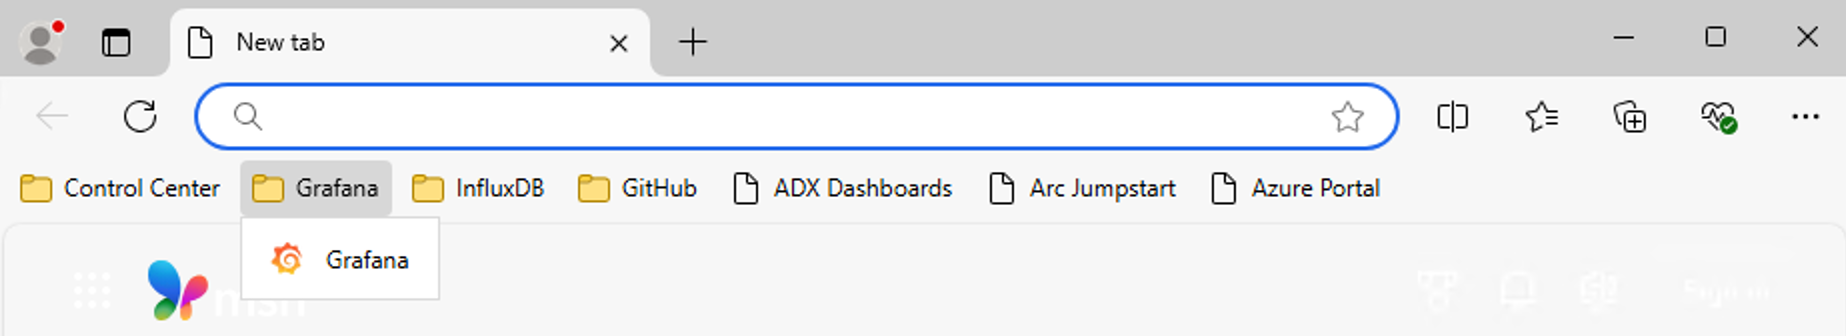 New tab
Control Center Grafana InfluxDB GitHub ADX Dashboards Arc Jumpstart Azure Portal
Grafana
msn
Sign in